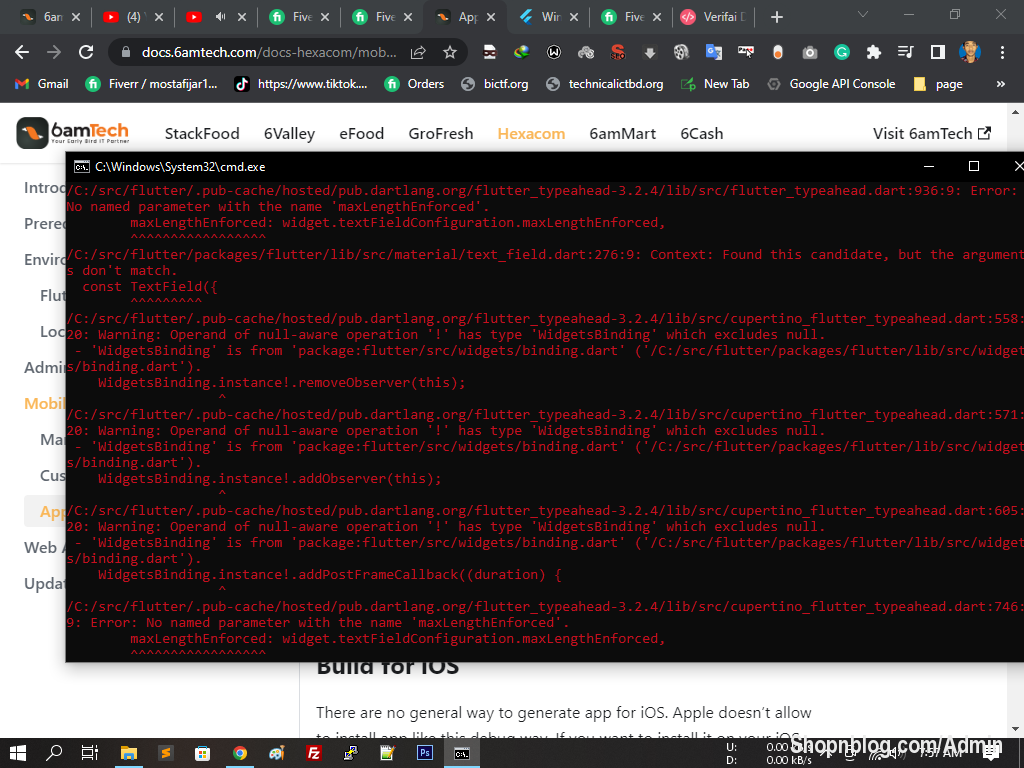 6an
(4)
Five
Five
App
Win
Five
Verifai D
docs.6amtech.com/docs-hexacom/mob...
Gmail
Fiverr / mostafijar1...
https://www.tiktok....
Orders
bictf.org
technicalictbd.org
New Tab
Google API Console
page
»
6amTech
Your Early Bird IT Partner
StackFood
6Valley
eFood
GroFresh
Hexacom
6amMart
6Cash
Visit 6amTech
Introd
Prere
Enviro
Flut
Loc
Admin
Mobil
Mar
Cus
App
Web A
Updat
C:\Windows\System32\cmd.exe
/C:/src/flutter/.pub-cache/hosted/pub.dartlang.org/flutter_typeahead-3.2.4/lib/src/flutter_typeahead.dart:936:9: Error:
No named parameter with the name 'maxLengthEnforced'.
maxLengthEnforced: widget.textFieldConfiguration.maxLengthEnforced,
^^^^^^^^^^^^^^^^^
/C:/src/flutter/packages/flutter/lib/src/material/text_field.dart:276:9: Context: Found this candidate, but the argument
s don't match.
const TextField({
^^^^^^^^^
/C:/src/flutter/.pub-cache/hosted/pub.dartlang.org/flutter_typeahead-3.2.4/lib/src/cupertino_flutter_typeahead.dart:558:
20: Warning: Operand of null-aware operation '!' has type 'WidgetsBinding' which excludes null.
- 'WidgetsBinding' is from 'package:flutter/src/widgets/binding.dart' ('/C:/src/flutter/packages/flutter/lib/src/widget
s/binding.dart').
WidgetsBinding.instance!.removeObserver(this);
^
/C:/src/flutter/.pub-cache/hosted/pub.dartlang.org/flutter_typeahead-3.2.4/lib/src/cupertino_flutter_typeahead.dart:571:
20: Warning: Operand of null-aware operation '!' has type 'WidgetsBinding' which excludes null.
- 'WidgetsBinding' is from 'package:flutter/src/widgets/binding.dart' ('/C:/src/flutter/packages/flutter/lib/src/widget
s/binding.dart').
WidgetsBinding.instance!.addObserver(this);
^
/C:/src/flutter/.pub-cache/hosted/pub.dartlang.org/flutter_typeahead-3.2.4/lib/src/cupertino_flutter_typeahead.dart:605:
20: Warning: Operand of null-aware operation '!' has type 'WidgetsBinding' which excludes null.
- 'WidgetsBinding' is from 'package:flutter/src/widgets/binding.dart' ('/C:/src/flutter/packages/flutter/lib/src/widget
s/binding.dart').
WidgetsBinding.instance!.addPostFrameCallback((duration) {
^
/C:/src/flutter/.pub-cache/hosted/pub.dartlang.org/flutter_typeahead-3.2.4/lib/src/cupertino_flutter_typeahead.dart:746:
9: Error: No named parameter with the name 'maxLengthEnforced'.
maxLengthEnforced: widget.textFieldConfiguration.maxLengthEnforced,
^^^^^^^^^^^^^^^^^
Build for iOS
There are no general way to generate app for iOS. Apple doesn't allow
to install app like this debug way. If you want to install it on your iOS
U: 0.00 kB/s
D: 0.00 kB/s
7:57 AM
Shopnblog.com/Admin